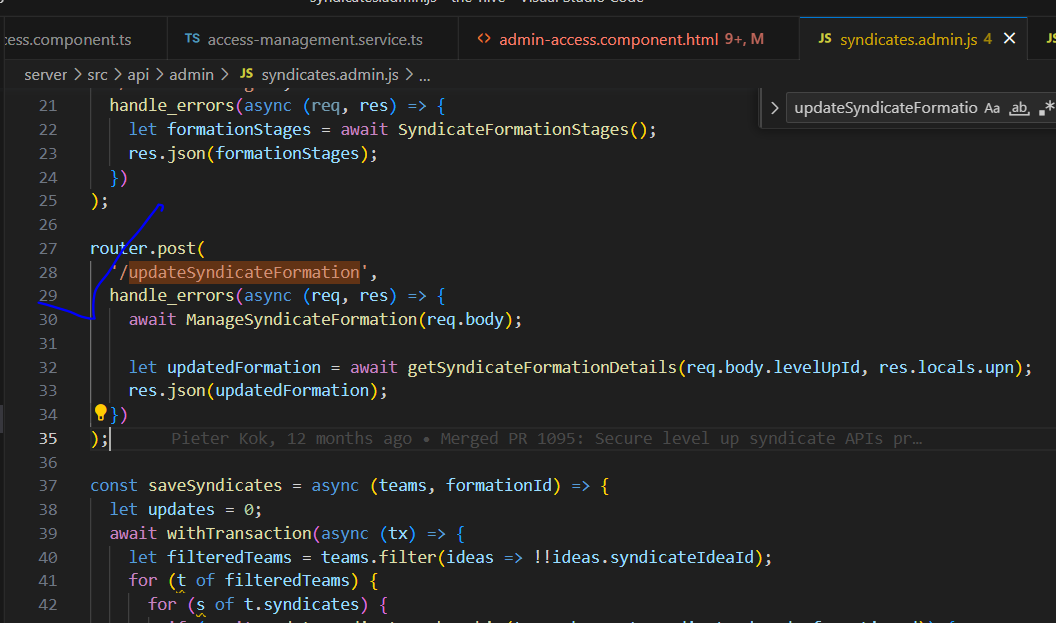 cess.component.ts TS access-management.service.ts <> admin-access.component.html 9+, M JS syndicates.admin.js 4 × JS
server > src > api > admin > JS syndicates.admin.js > ...
updateSyndicateFormatio Aa ab .*
21 handle_errors(async (req, res) => {
22 let formationStages = await SyndicateFormationStages();
23 res.json(formationStages);
24 })
25 );
26
27 router.post(
28 '/updateSyndicateFormation',
29 handle_errors(async (req, res) => {
30 await ManageSyndicateFormation(req.body);
31
32 let updatedFormation = await getSyndicateFormationDetails(req.body.levelUpId, res.locals.upn);
33 res.json(updatedFormation);
34 })
35 ); Pieter Kok, 12 months ago • Merged PR 1095: Secure level up syndicate APIs pr…
36
37 const saveSyndicates = async (teams, formationId) => {
38 let updates = 0;
39 await withTransaction(async (tx) => {
40 let filteredTeams = teams.filter(ideas => !!ideas.syndicateIdeaId);
41 for (t of filteredTeams) {
42 for (s of t.syndicates) {